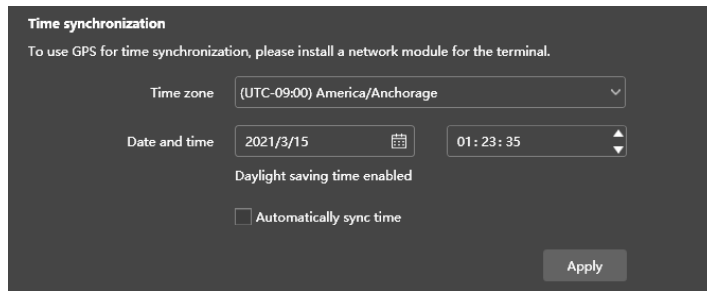 Time synchronization
To use GPS for time synchronization, please install a network module for the terminal.
Time zone (UTC-09:00) America/Anchorage
Date and time 2021/3/15 01:23:35
Daylight saving time enabled
Automatically sync time
Apply